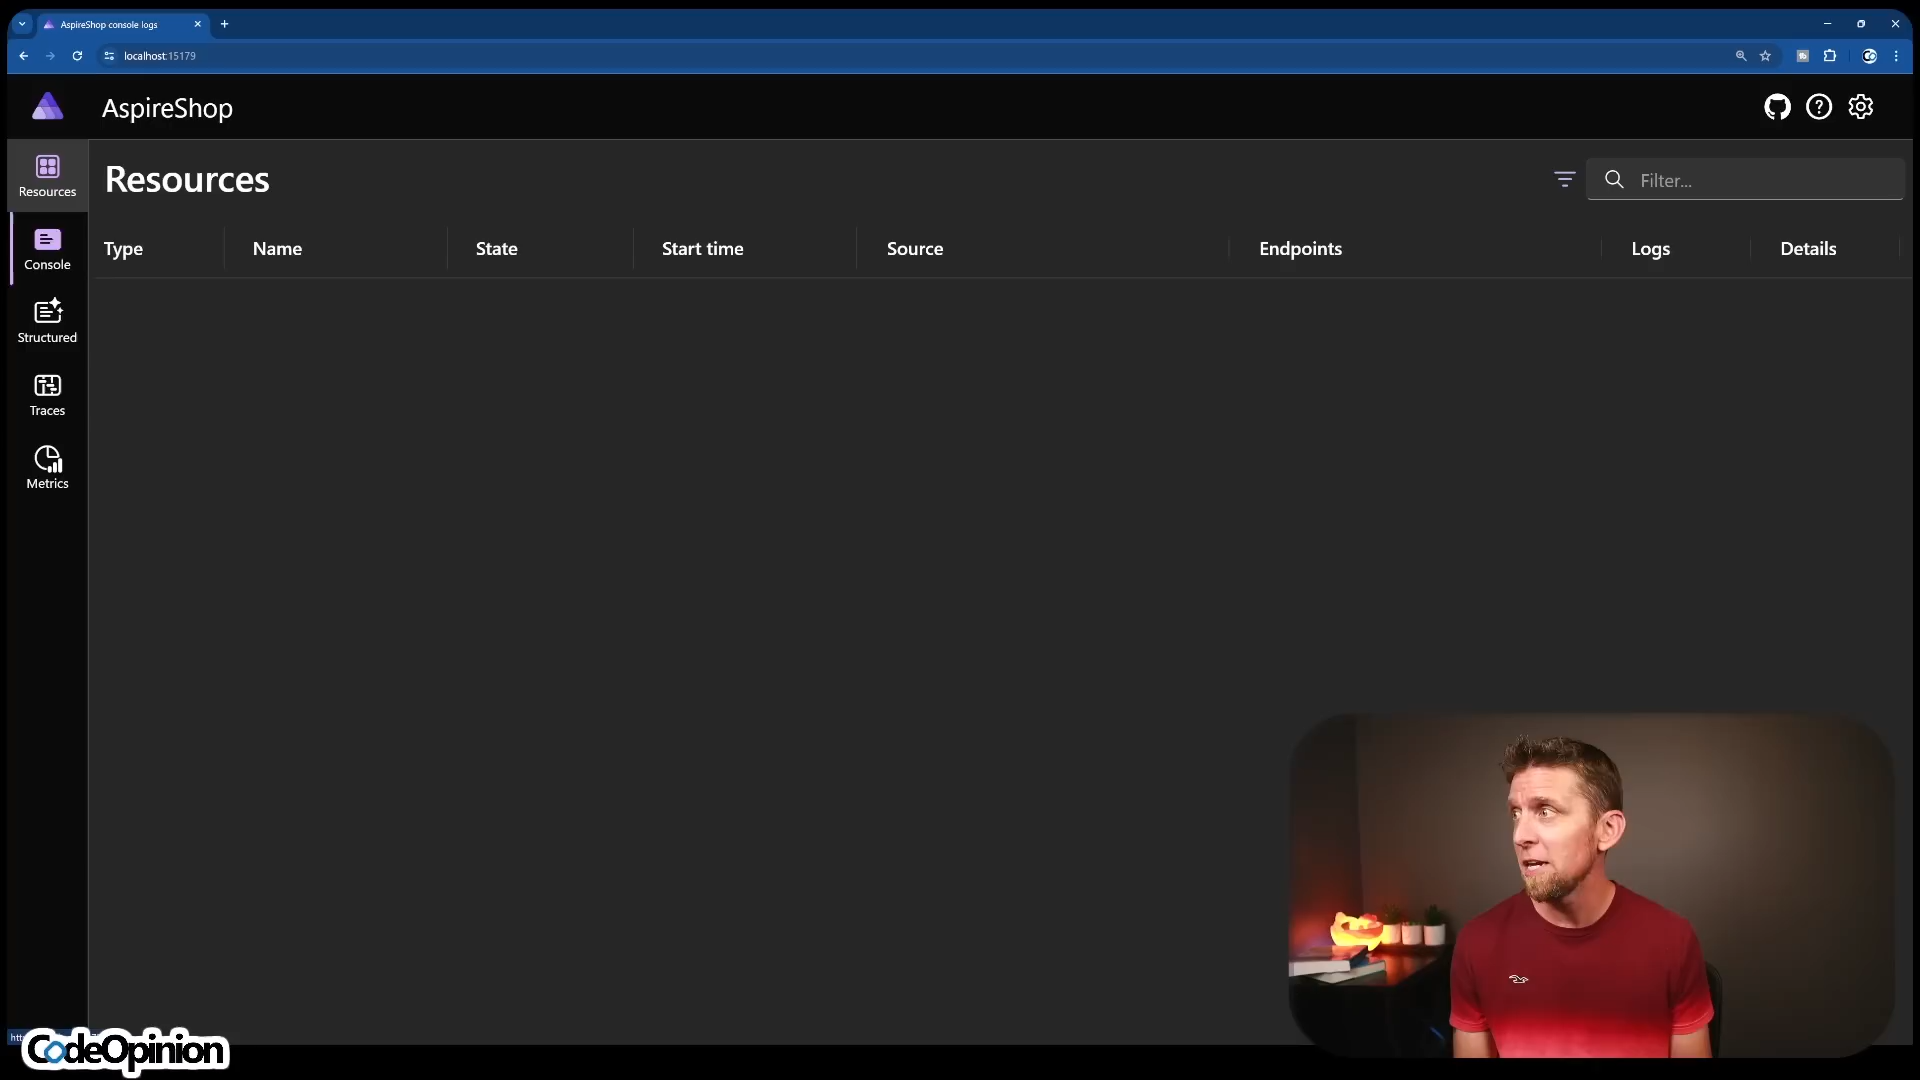 AspireShop console logs
localhost:15179
AspireShop
Resources
Resources
Filter...
Type Name State Start time Source Endpoints Logs Details
Console
Structured
Traces
Metrics
CodeOpinion